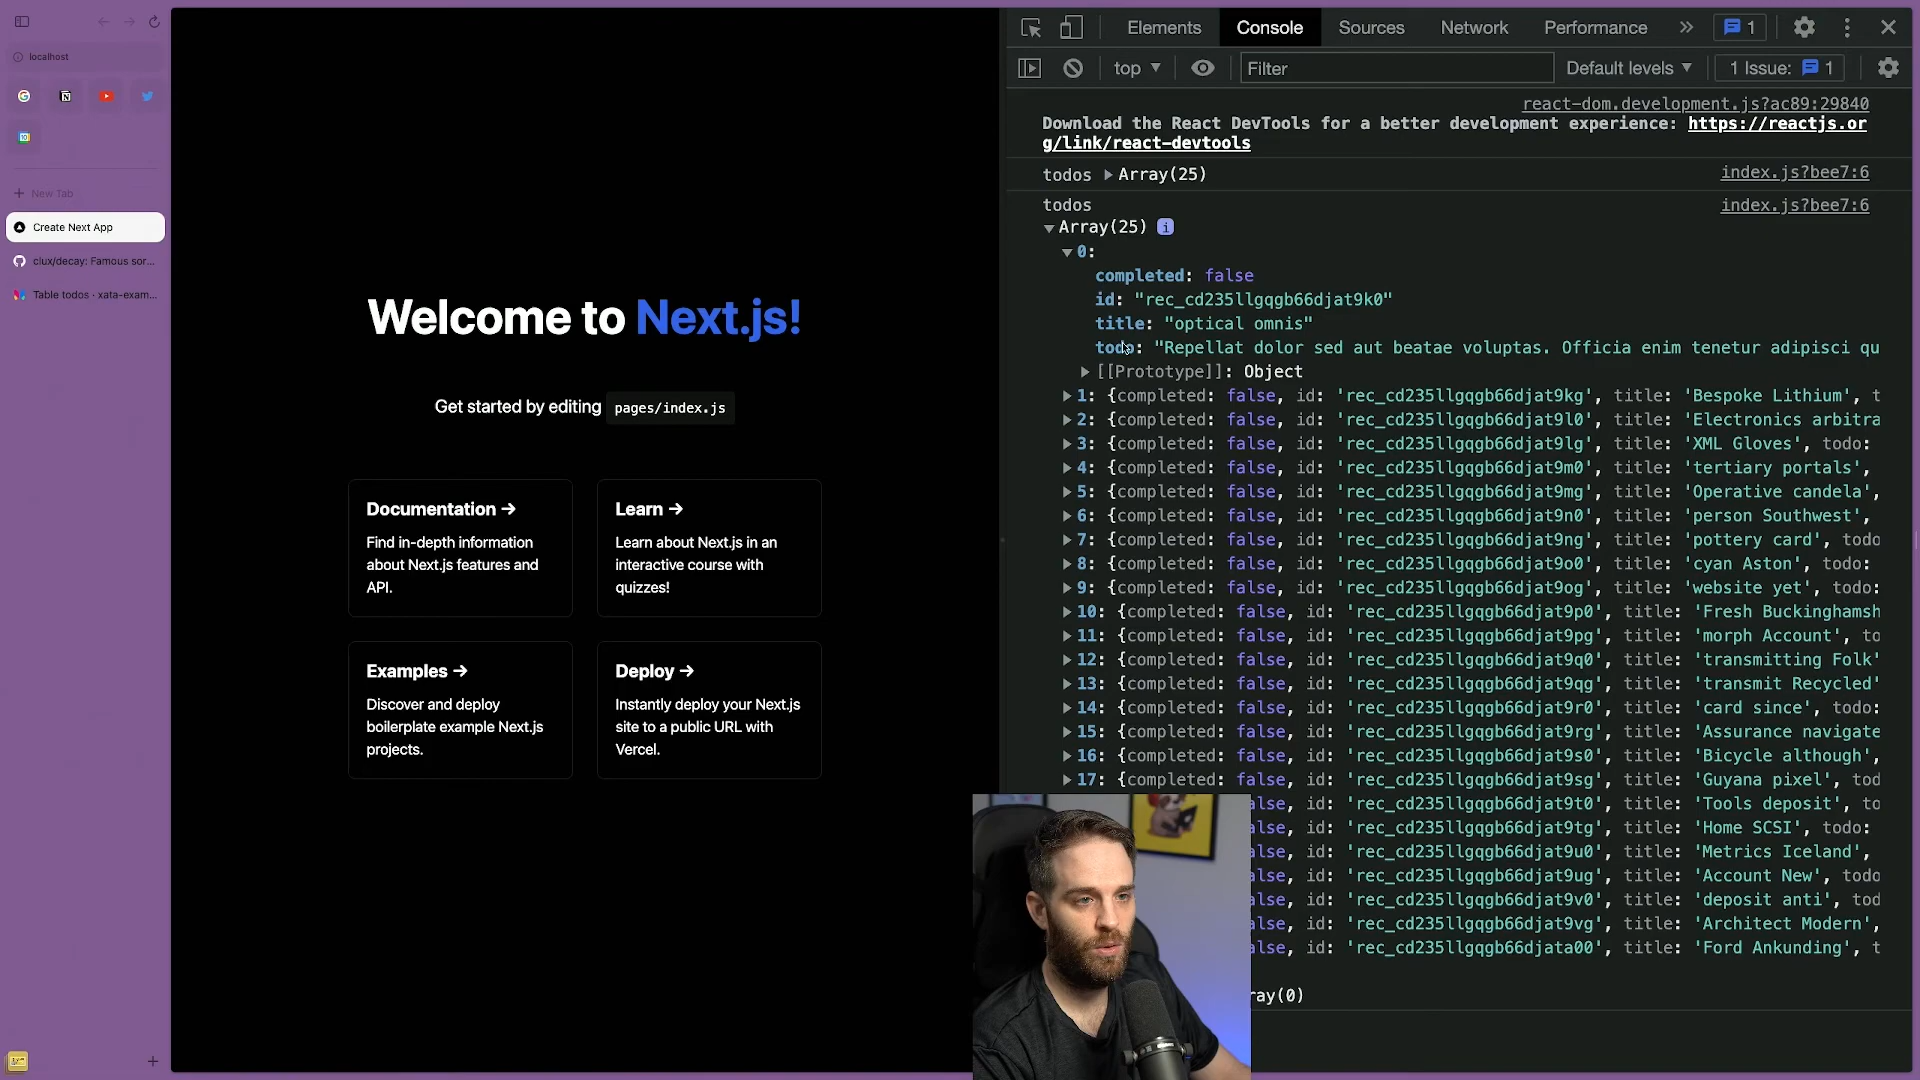 localhost
New Tab
Create Next App
clux/decay: Famous sor...
Table todos · xata-exam...
Welcome to Next.js!
Get started by editing pages/index.js
Documentation →
Find in-depth information
about Next.js features and
API.
Learn →
Learn about Next.js in an
interactive course with
quizzes!
Examples →
Discover and deploy
boilerplate example Next.js
projects.
Deploy →
Instantly deploy your Next.js
site to a public URL with
Vercel.
Elements Console Sources Network Performance » 1
top ▼ Filter Default levels ▼ 1 Issue: 1
react-dom.development.js?ac89:29840
Download the React DevTools for a better development experience: https://reactjs.or
g/link/react-devtools
todos ▶ Array(25) index.js?bee7:6
todos index.js?bee7:6
▼ Array(25) i
▼ 0:
completed: false
id: "rec_cd235llgqgb66djat9k0"
title: "optical omnis"
todo: "Repellat dolor sed aut beatae voluptas. Officia enim tenetur adipisci qu
▶ [[Prototype]]: Object
▶ 1: {completed: false, id: 'rec_cd235llgqgb66djat9kg', title: 'Bespoke Lithium', t
▶ 2: {completed: false, id: 'rec_cd235llgqgb66djat9l0', title: 'Electronics arbitra
▶ 3: {completed: false, id: 'rec_cd235llgqgb66djat9lg', title: 'XML Gloves', todo:
▶ 4: {completed: false, id: 'rec_cd235llgqgb66djat9m0', title: 'tertiary portals',
▶ 5: {completed: false, id: 'rec_cd235llgqgb66djat9mg', title: 'Operative candela',
▶ 6: {completed: false, id: 'rec_cd235llgqgb66djat9n0', title: 'person Southwest',
▶ 7: {completed: false, id: 'rec_cd235llgqgb66djat9ng', title: 'pottery card', todo
▶ 8: {completed: false, id: 'rec_cd235llgqgb66djat9o0', title: 'cyan Aston', todo:
▶ 9: {completed: false, id: 'rec_cd235llgqgb66djat9og', title: 'website yet', todo:
▶ 10: {completed: false, id: 'rec_cd235llgqgb66djat9p0', title: 'Fresh Buckinghamsh
▶ 11: {completed: false, id: 'rec_cd235llgqgb66djat9pg', title: 'morph Account', to
▶ 12: {completed: false, id: 'rec_cd235llgqgb66djat9q0', title: 'transmitting Folk'
▶ 13: {completed: false, id: 'rec_cd235llgqgb66djat9qg', title: 'transmit Recycled'
▶ 14: {completed: false, id: 'rec_cd235llgqgb66djat9r0', title: 'card since', todo:
▶ 15: {completed: false, id: 'rec_cd235llgqgb66djat9rg', title: 'Assurance navigate
▶ 16: {completed: false, id: 'rec_cd235llgqgb66djat9s0', title: 'Bicycle although',
▶ 17: {completed: false, id: 'rec_cd235llgqgb66djat9sg', title: 'Guyana pixel', tod
alse, id: 'rec_cd235llgqgb66djat9t0', title: 'Tools deposit', to
alse, id: 'rec_cd235llgqgb66djat9tg', title: 'Home SCSI', todo:
alse, id: 'rec_cd235llgqgb66djat9u0', title: 'Metrics Iceland',
alse, id: 'rec_cd235llgqgb66djat9ug', title: 'Account New', todo
alse, id: 'rec_cd235llgqgb66djat9v0', title: 'deposit anti', tod
alse, id: 'rec_cd235llgqgb66djat9vg', title: 'Architect Modern',
alse, id: 'rec_cd235llgqgb66djata00', title: 'Ford Ankunding', t
ray(0)